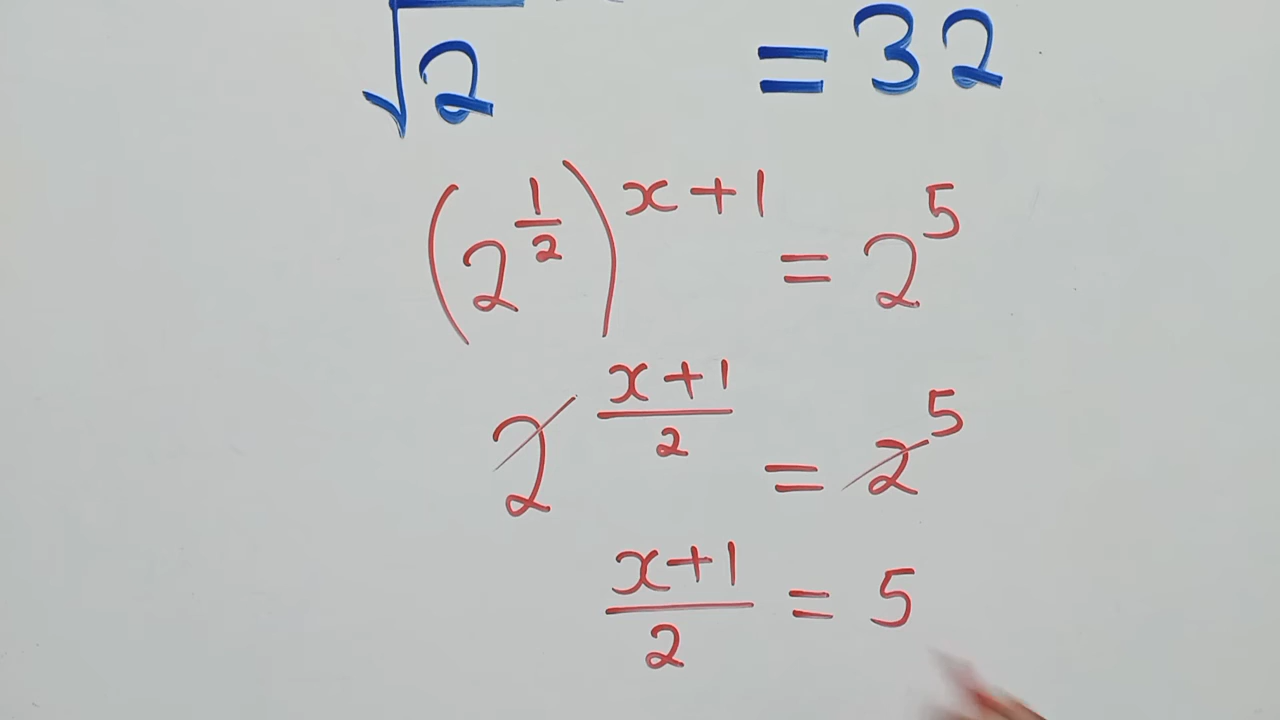 √2 = 32
(2^(1/2))^(x+1) = 2^5
2^((x+1)/2) = 2^5
(x+1)/2 = 5